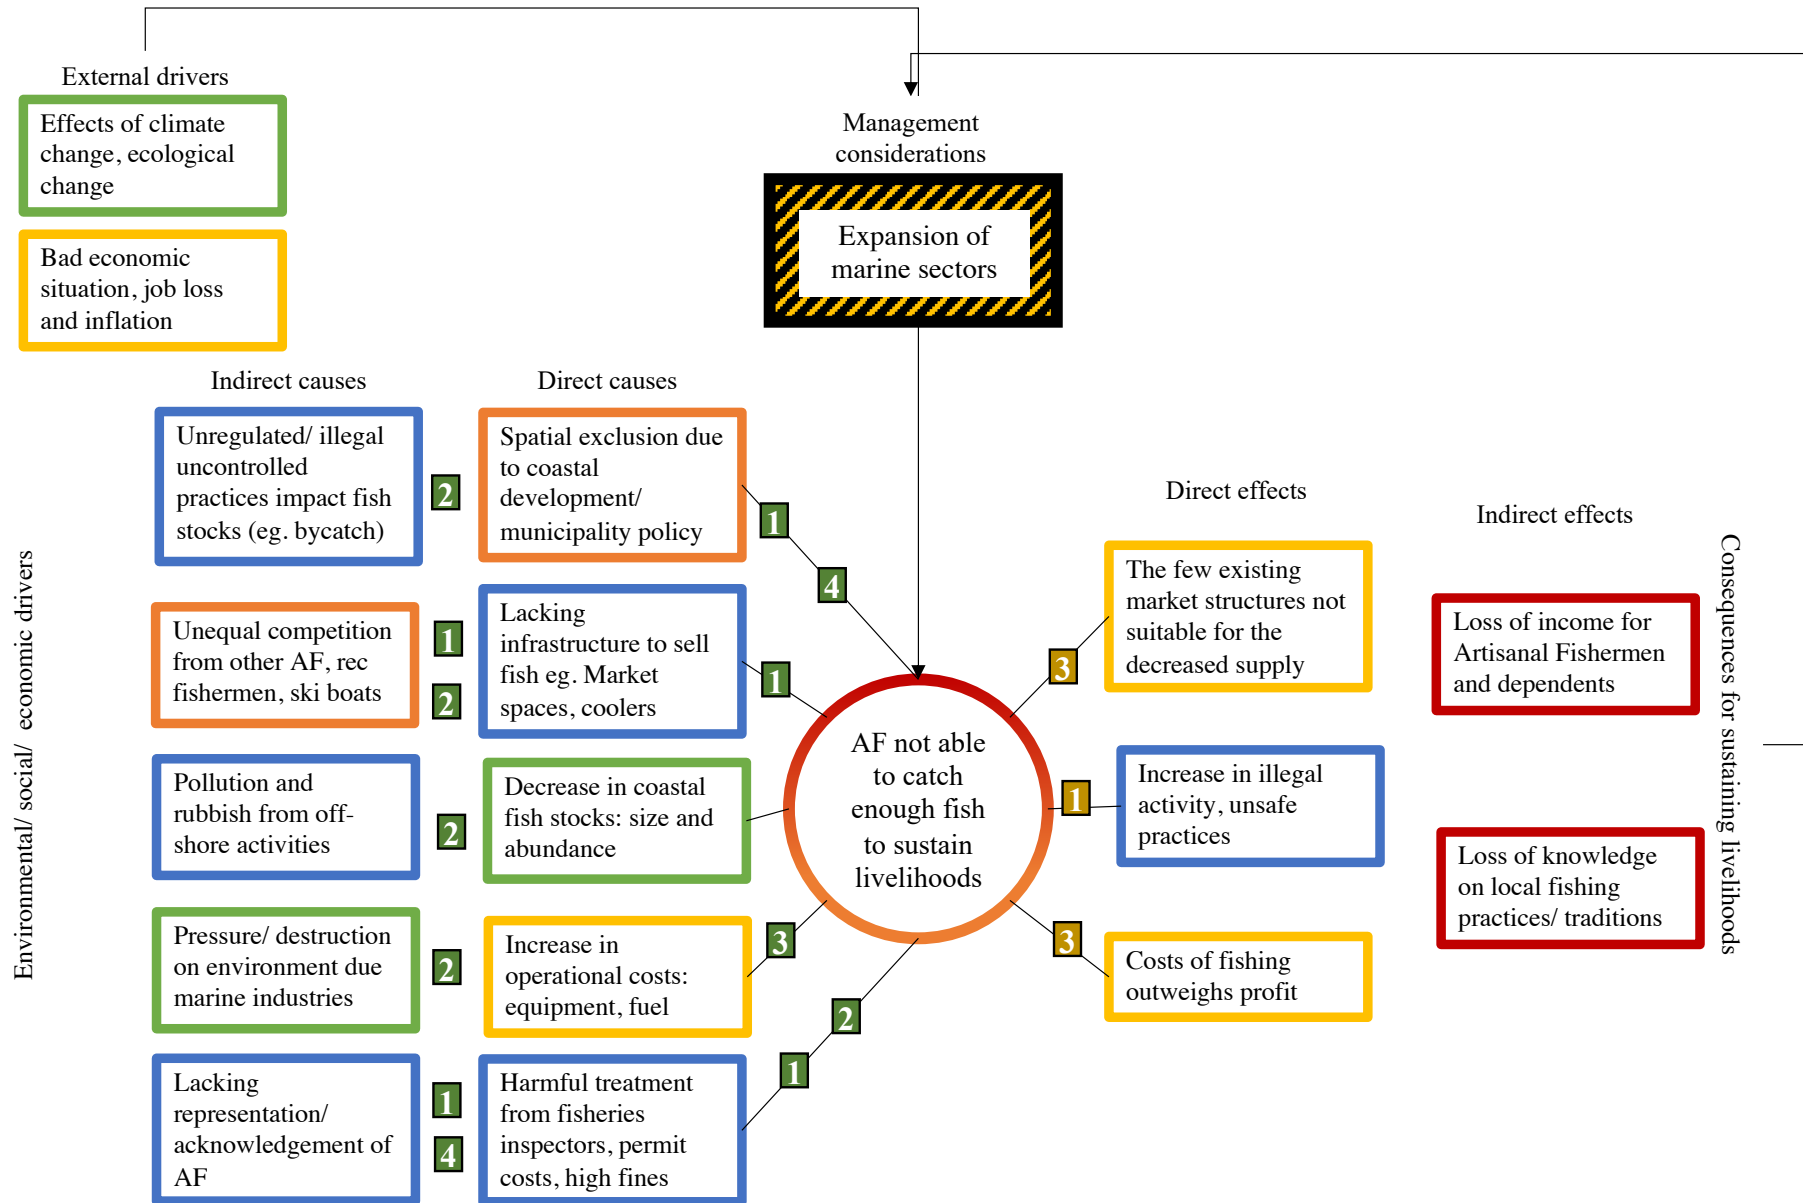 External drivers
Effects of climate
change, ecological
change
Bad economic
situation, job loss
and inflation
Management
considerations
Expansion of
marine sectors
Environmental/ social/ economic drivers
Indirect causes
Unregulated/ illegal
uncontrolled
practices impact fish
stocks (eg. bycatch)
2
Unequal competition
from other AF, rec
fishermen, ski boats
1
2
Pollution and
rubbish from off-
shore activities
2
Pressure/ destruction
on environment due
marine industries
2
Lacking
representation/
acknowledgement of
AF
1
4
Direct causes
Spatial exclusion due
to coastal
development/
municipality policy
1
4
Lacking
infrastructure to sell
fish eg. Market
spaces, coolers
1
Decrease in coastal
fish stocks: size and
abundance
Increase in
operational costs:
equipment, fuel
3
Harmful treatment
from fisheries
inspectors, permit
costs, high fines
1
2
AF not able
to catch
enough fish
to sustain
livelihoods
Direct effects
3
The few existing
market structures not
suitable for the
decreased supply
1
Increase in illegal
activity, unsafe
practices
3
Costs of fishing
outweighs profit
Indirect effects
Loss of income for
Artisanal Fishermen
and dependents
Loss of knowledge
on local fishing
practices/ traditions
Consequences for sustaining livelihoods